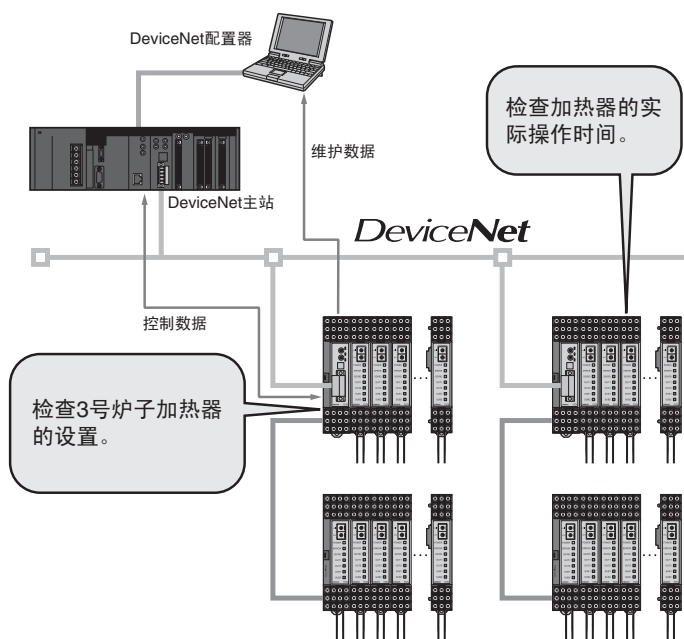 DeviceNet配置器
检查加热器的实
际操作时间。
维护数据
DeviceNet主站
DeviceNet
控制数据
检查3号炉子加热器
的设置。